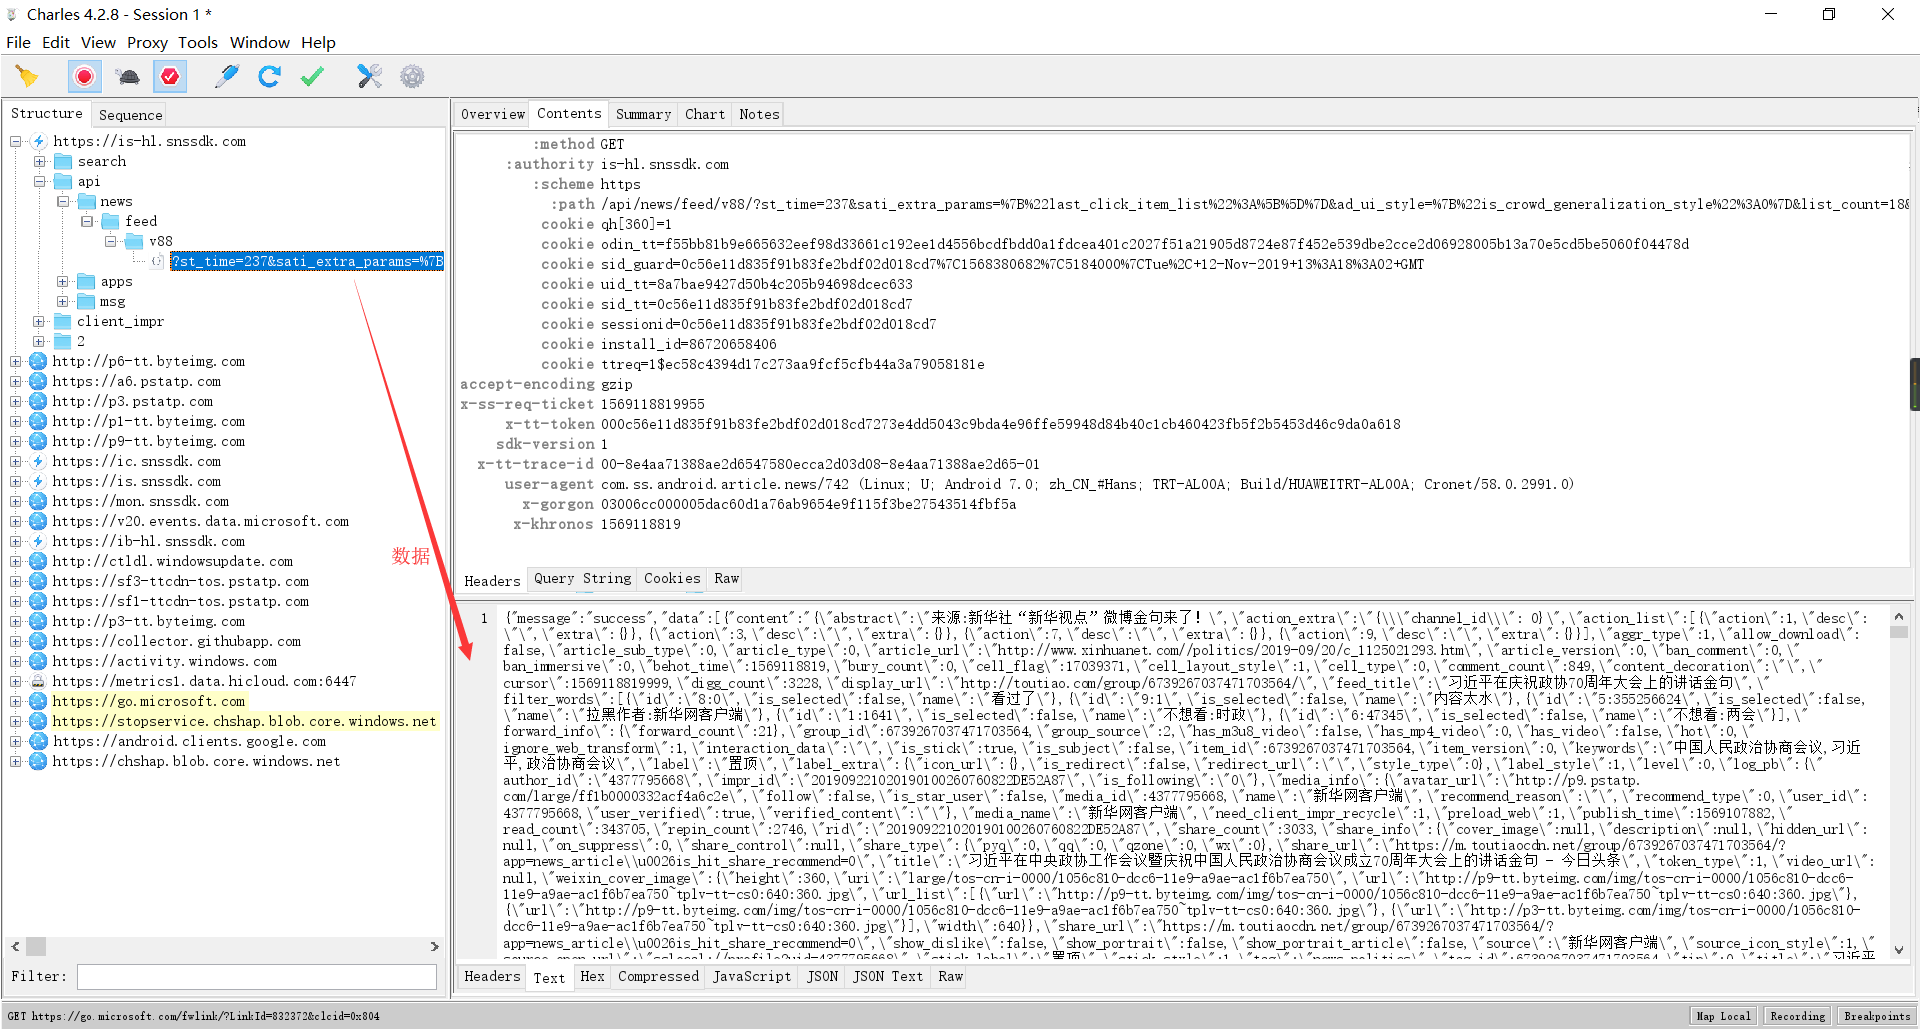 Charles 4.2.8 - Session 1 *
File Edit View Proxy Tools Window Help
Structure Sequence
https://is-hl.snssdk.com
search
api
news
feed
v88
?st_time=237&sati_extra_params=%7B
apps
msg
client_impr
2
http://p6-tt.byteimg.com
https://a6.pstatp.com
http://p3.pstatp.com
http://p1-tt.byteimg.com
http://p9-tt.byteimg.com
https://ic.snssdk.com
https://is.snssdk.com
https://mon.snssdk.com
https://v20.events.data.microsoft.com
https://ib-hl.snssdk.com
http://ctldl.windowsupdate.com
https://sf3-ttcdn-tos.pstatp.com
https://sf1-ttcdn-tos.pstatp.com
http://p3-tt.byteimg.com
https://collector.githubapp.com
https://activity.windows.com
https://metrics1.data.hicloud.com:6447
https://go.microsoft.com
https://stopservice.chshap.blob.core.windows.net
https://android.clients.google.com
https://chshap.blob.core.windows.net
数据
Filter:
Overview Contents Summary Chart Notes
:method GET
:authority is-hl.snssdk.com
:scheme https
:path /api/news/feed/v88/?st_time=237&sati_extra_params=%7B%22last_click_item_list%22%3A%5B%5D%7D&ad_ui_style=%7B%22is_crowd_generalization_style%22%3A0%7D&list_count=18&
cookie qh[360]=1
cookie odin_tt=f55bb81b9e665632eef98d33661c192ee1d4556bcdfbdd0a1fdcea401c2027f51a21905d8724e87f452e539dbe2cce2d06928005b13a70e5cd5be5060f04478d
cookie sid_guard=0c56e11d835f91b83fe2bdf02d018cd7%7C1568380682%7C5184000%7CTue%2C+12-Nov-2019+13%3A18%3A02+GMT
cookie uid_tt=8a7bae9427d50b4c205b94698dcec633
cookie sid_tt=0c56e11d835f91b83fe2bdf02d018cd7
cookie sessionid=0c56e11d835f91b83fe2bdf02d018cd7
cookie install_id=86720658406
cookie ttreq=1$ec58c4394d17c273aa9fcf5cfb44a3a79058181e
accept-encoding gzip
x-ss-req-ticket 1569118819955
x-tt-token 000c56e11d835f91b83fe2bdf02d018cd7273e4dd5043c9bda4e96ffe59948d84b40c1cb460423fb5f2b5453d46c9da0a618
sdk-version 1
x-tt-trace-id 00-8e4aa71388ae2d6547580ecca2d03d08-8e4aa71388ae2d65-01
user-agent com.ss.android.article.news/742 (Linux; U; Android 7.0; zh_CN_#Hans; TRT-AL00A; Build/HUAWEITRT-AL00A; Cronet/58.0.2991.0)
x-gorgon 03006cc000005dac60d1a76ab9654e9f115f3be27543514fbf5a
x-khronos 1569118819
Headers Query String Cookies Raw
1 {"message":"success","data":[{"content":"{\"abstract\":\"来源:新华社“新华视点”微博金句来了！\",\"action_extra\":\"{\\\"channel_id\\\": 0}\",\"action_list\":[{\"action\":1,\"desc\":
\"\",\"extra\":{}},{\"action\":3,\"desc\":\"\",\"extra\":{}},{\"action\":7,\"desc\":\"\",\"extra\":{}},{\"action\":9,\"desc\":\"\",\"extra\":{}}],\"aggr_type\":1,\"allow_download\":
false,\"article_sub_type\":0,\"article_type\":0,\"article_url\":\"http://www.xinhuanet.com//politics/2019-09/20/c_1125021293.htm\",\"article_version\":0,\"ban_comment\":0,\"
ban_immersive\":0,\"behot_time\":1569118819,\"bury_count\":0,\"cell_flag\":17039371,\"cell_layout_style\":1,\"cell_type\":0,\"comment_count\":849,\"content_decoration\":\"\",\"
cursor\":1569118819999,\"digg_count\":3228,\"display_url\":\"http://toutiao.com/group/6739267037471703564/\",\"feed_title\":\"习近平在庆祝政协70周年大会上的讲话金句\",\"
filter_words\":[{\"id\":\"8:0\",\"is_selected\":false,\"name\":\"看过了\"},{\"id\":\"9:1\",\"is_selected\":false,\"name\":\"内容太水\"},{\"id\":\"5:355256624\",\"is_selected\":false,
\"name\":\"拉黑作者:新华网客户端\"},{\"id\":\"1:1641\",\"is_selected\":false,\"name\":\"不想看:时政\"},{\"id\":\"6:47345\",\"is_selected\":false,\"name\":\"不想看:两会\"}],\"
forward_info\":{\"forward_count\":21},\"group_id\":6739267037471703564,\"group_source\":2,\"has_m3u8_video\":false,\"has_mp4_video\":0,\"has_video\":false,\"hot\":0,\"
ignore_web_transform\":1,\"interaction_data\":\"\",\"is_stick\":true,\"is_subject\":false,\"item_id\":6739267037471703564,\"item_version\":0,\"keywords\":\"中国人民政治协商会议,习近
平,政治协商会议\",\"label\":\"置顶\",\"label_extra\":{\"icon_url\":{},\"is_redirect\":false,\"redirect_url\":\"\",\"style_type\":0},\"label_style\":1,\"level\":0,\"log_pb\":{\"
author_id\":\"4377795668\",\"impr_id\":\"201909221020190100260760822DE52A87\",\"is_following\":\"0\"},\"media_info\":{\"avatar_url\":\"http://p9.pstatp.
com/large/ff1b0000332acf4a6c2e\",\"follow\":false,\"is_star_user\":false,\"media_id\":4377795668,\"name\":\"新华网客户端\",\"recommend_reason\":\"\",\"recommend_type\":0,\"user_id\":
4377795668,\"user_verified\":true,\"verified_content\":\"\"},\"media_name\":\"新华网客户端\",\"need_client_impr_recycle\":1,\"preload_web\":1,\"publish_time\":1569107882,\"
read_count\":343705,\"repin_count\":2746,\"rid\":\"201909221020190100260760822DE52A87\",\"share_count\":3033,\"share_info\":{\"cover_image\":null,\"description\":null,\"hidden_url\":
null,\"on_suppress\":0,\"share_control\":null,\"share_type\":{\"pyq\":0,\"qq\":0,\"qzone\":0,\"wx\":0},\"share_url\":\"https://m.toutiaocdn.net/group/6739267037471703564/?
app=news_article\\u0026is_hit_share_recommend=0\",\"title\":\"习近平在中央政协工作会议暨庆祝中国人民政治协商会议成立70周年大会上的讲话金句 - 今日头条\",\"token_type\":1,\"video_url\":
null,\"weixin_cover_image\":{\"height\":360,\"uri\":\"large/tos-cn-i-0000/1056c810-dcc6-11e9-a9ae-ac1f6b7ea750\",\"url\":\"http://p9-tt.byteimg.com/img/tos-cn-i-0000/1056c810-dcc6-
11e9-a9ae-ac1f6b7ea750~tplv-tt-cs0:640:360.jpg\",\"url_list\":[{\"url\":\"http://p9-tt.byteimg.com/img/tos-cn-i-0000/1056c810-dcc6-11e9-a9ae-ac1f6b7ea750~tplv-tt-cs0:640:360.jpg\"},
{\"url\":\"http://p9-tt.byteimg.com/img/tos-cn-i-0000/1056c810-dcc6-11e9-a9ae-ac1f6b7ea750~tplv-tt-cs0:640:360.jpg\"},{\"url\":\"http://p3-tt.byteimg.com/img/tos-cn-i-0000/1056c810-
dcc6-11e9-a9ae-ac1f6b7ea750~tplv-tt-cs0:640:360.jpg\"}],\"width\":640}},\"share_url\":\"https://m.toutiaocdn.net/group/6739267037471703564/?
app=news_article\\u0026is_hit_share_recommend=0\",\"show_dislike\":false,\"show_portrait\":false,\"show_portrait_article\":false,\"source\":\"新华网客户端\",\"source_icon_style\":1,\"
Headers Text Hex Compressed JavaScript JSON JSON Text Raw
GET https://go.microsoft.com/fwlink/?LinkId=832372&clcid=0x804
Map Local Recording Breakpoints